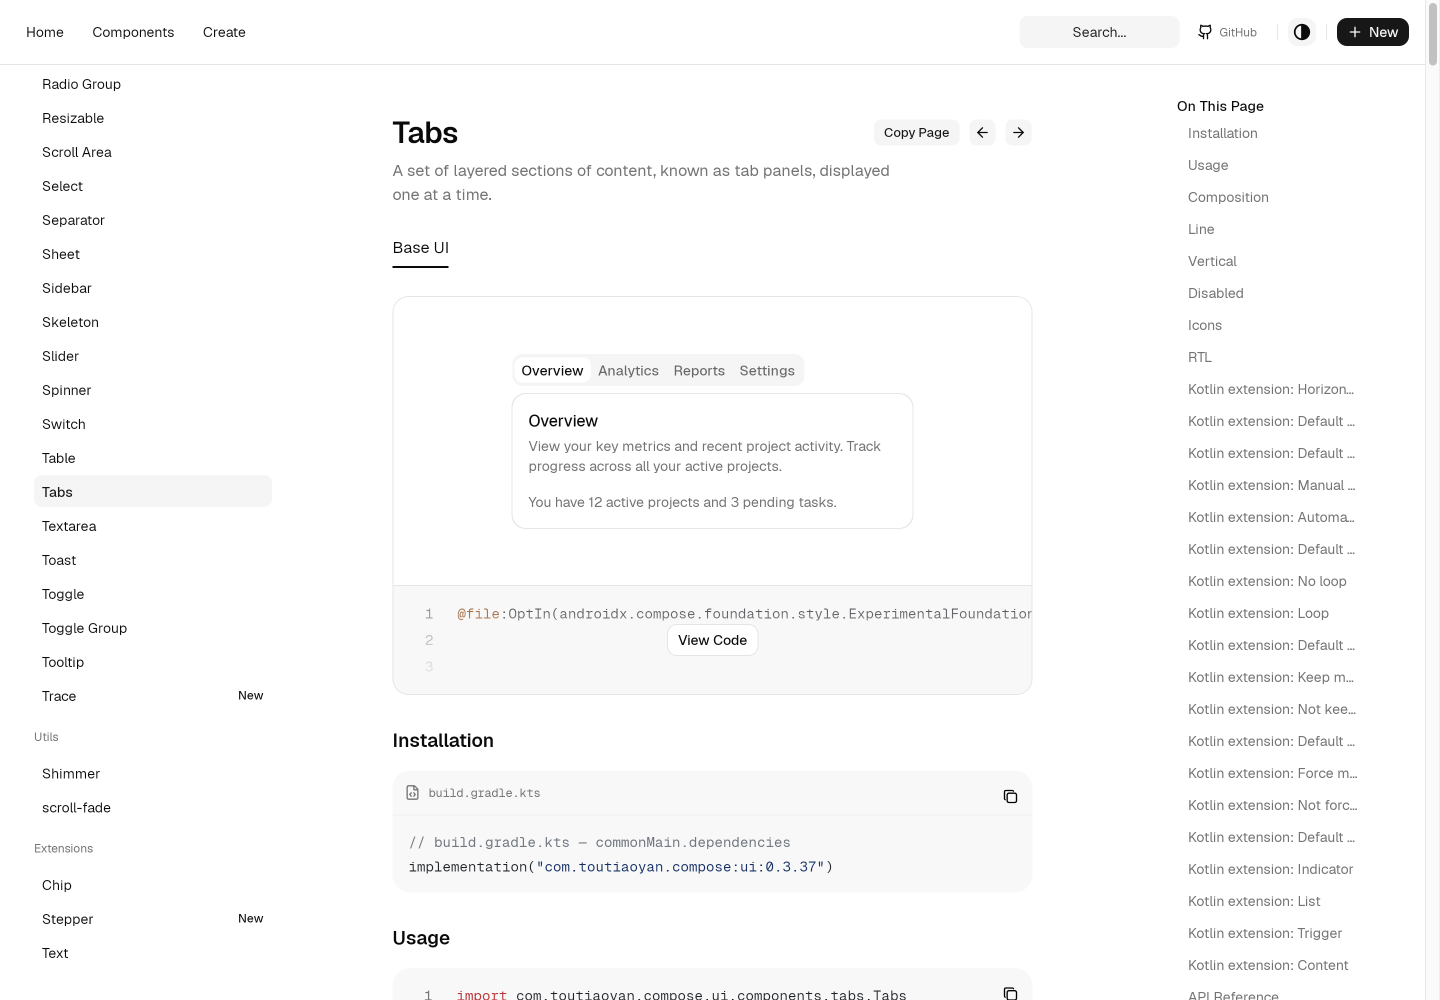 Home
Components
Create
Search...
GitHub
New
Radio Group
Resizable
Scroll Area
Select
Separator
Sheet
Sidebar
Skeleton
Slider
Spinner
Switch
Table
Tabs
Textarea
Toast
Toggle
Toggle Group
Tooltip
Trace New
Utils
Shimmer
scroll-fade
Extensions
Chip
Stepper New
Text
Tabs
Copy Page
A set of layered sections of content, known as tab panels, displayed
one at a time.
Base UI
Overview Analytics Reports Settings
Overview
View your key metrics and recent project activity. Track
progress across all your active projects.
You have 12 active projects and 3 pending tasks.
1 @file:OptIn(androidx.compose.foundation.style.ExperimentalFoundation
2
View Code
3
Installation
build.gradle.kts
// build.gradle.kts — commonMain.dependencies
implementation("com.toutiaoyan.compose:ui:0.3.37")
Usage
1 import com.toutiaoyan.compose.ui.components.tabs.Tabs
On This Page
Installation
Usage
Composition
Line
Vertical
Disabled
Icons
RTL
Kotlin extension: Horizon...
Kotlin extension: Default ...
Kotlin extension: Default ...
Kotlin extension: Manual ...
Kotlin extension: Automa...
Kotlin extension: Default ...
Kotlin extension: No loop
Kotlin extension: Loop
Kotlin extension: Default ...
Kotlin extension: Keep m...
Kotlin extension: Not kee...
Kotlin extension: Default ...
Kotlin extension: Force m...
Kotlin extension: Not forc...
Kotlin extension: Default ...
Kotlin extension: Indicator
Kotlin extension: List
Kotlin extension: Trigger
Kotlin extension: Content
API Reference